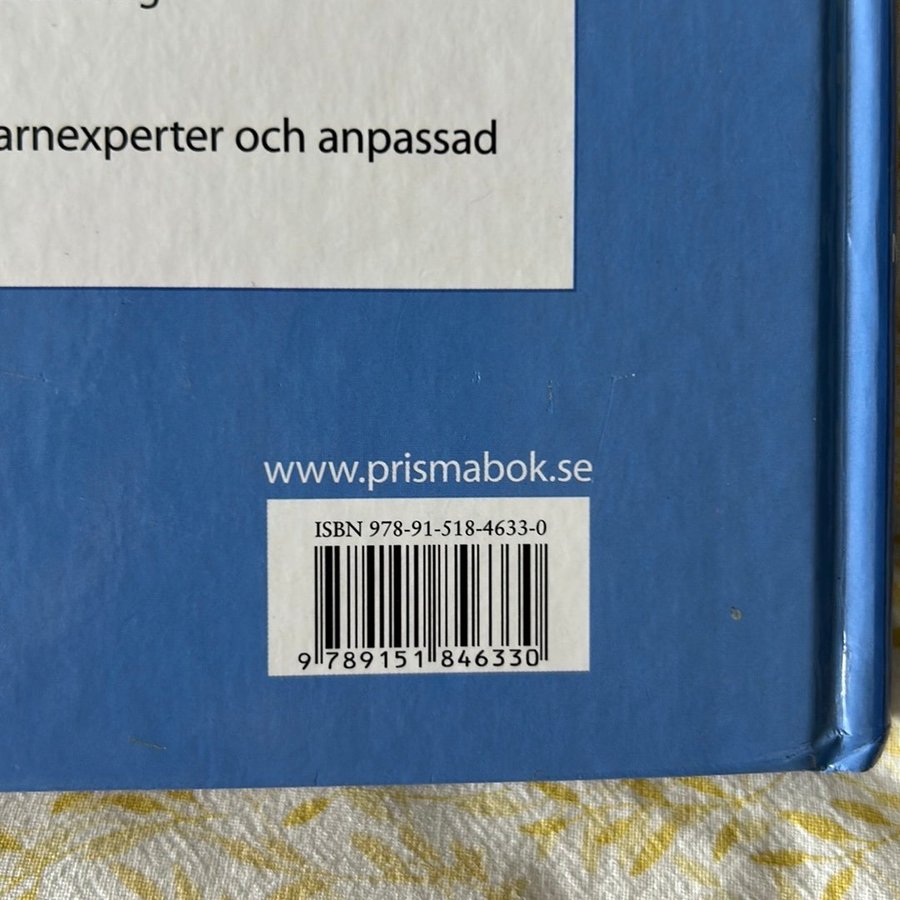 arnexperter och anpassad
www.prismabok.se
ISBN 978-91-518-4633-0
9 789151 846330